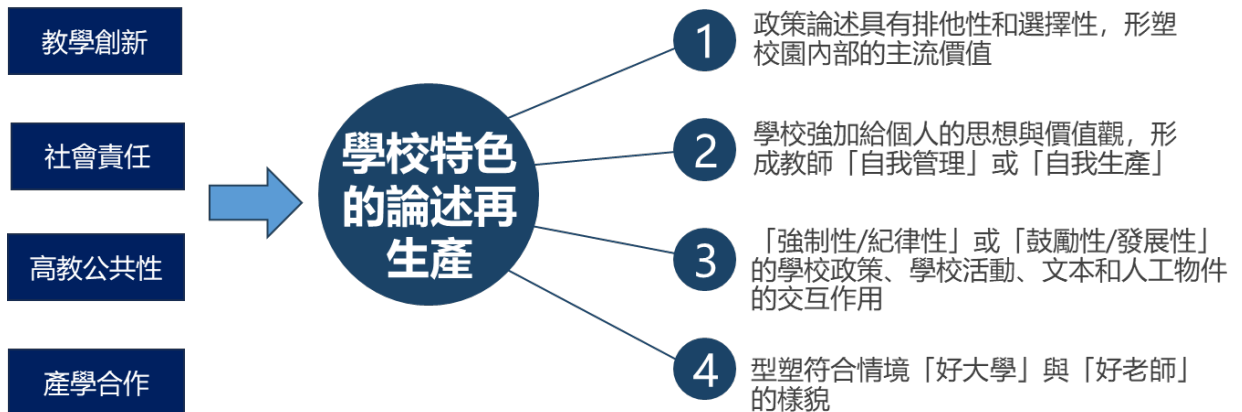 教學創新
社會責任
高教公共性
產學合作
學校特色
的論述再
生產
1
政策論述具有排他性和選擇性，形塑
校園內部的主流價值
2
學校強加給個人的思想與價值觀，形
成教師「自我管理」或「自我生產」
3
「強制性/紀律性」或「鼓勵性/發展性」
的學校政策、學校活動、文本和人工物件
的交互作用
4
型塑符合情境「好大學」與「好老師」
的樣貌